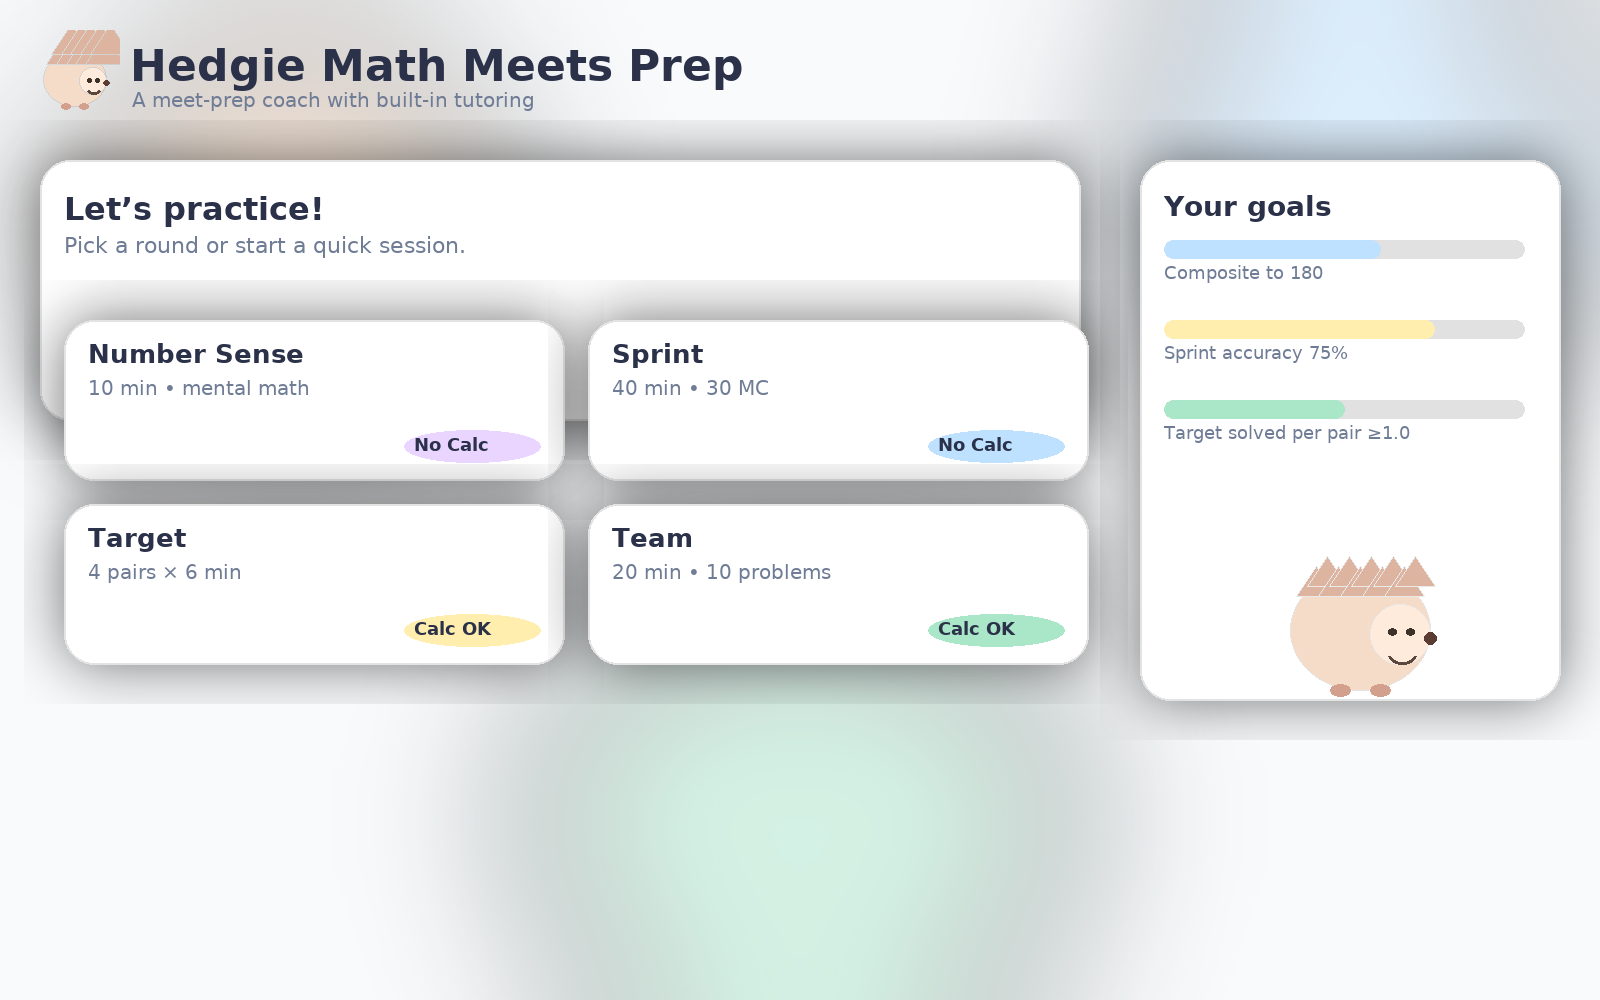 Hedgie Math Meets Prep
A meet-prep coach with built-in tutoring
Let’s practice!
Pick a round or start a quick session.
Number Sense
10 min • mental math
No Calc
Sprint
40 min • 30 MC
No Calc
Target
4 pairs × 6 min
Calc OK
Team
20 min • 10 problems
Calc OK
Your goals
Composite to 180
Sprint accuracy 75%
Target solved per pair ≥1.0